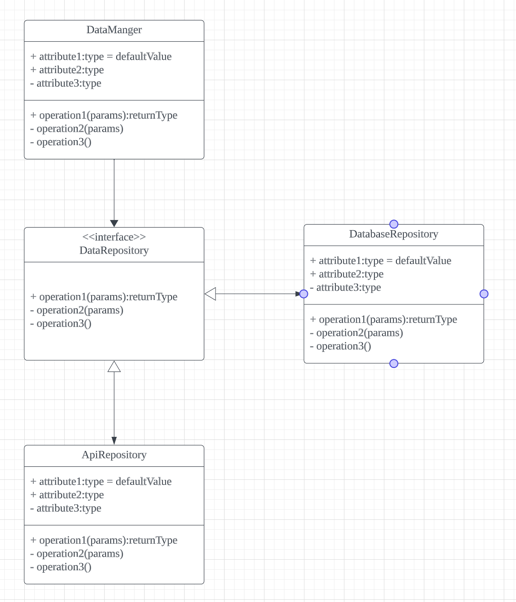 DataManger
+ attribute1:type = defaultValue
+ attribute2:type
- attribute3:type
+ operation1(params):returnType
- operation2(params)
- operation3()
<<interface>>
DataRepository
+ operation1(params):returnType
- operation2(params)
- operation3()
DatabaseRepository
+ attribute1:type = defaultValue
+ attribute2:type
- attribute3:type
+ operation1(params):returnType
- operation2(params)
- operation3()
ApiRepository
+ attribute1:type = defaultValue
+ attribute2:type
- attribute3:type
+ operation1(params):returnType
- operation2(params)
- operation3()